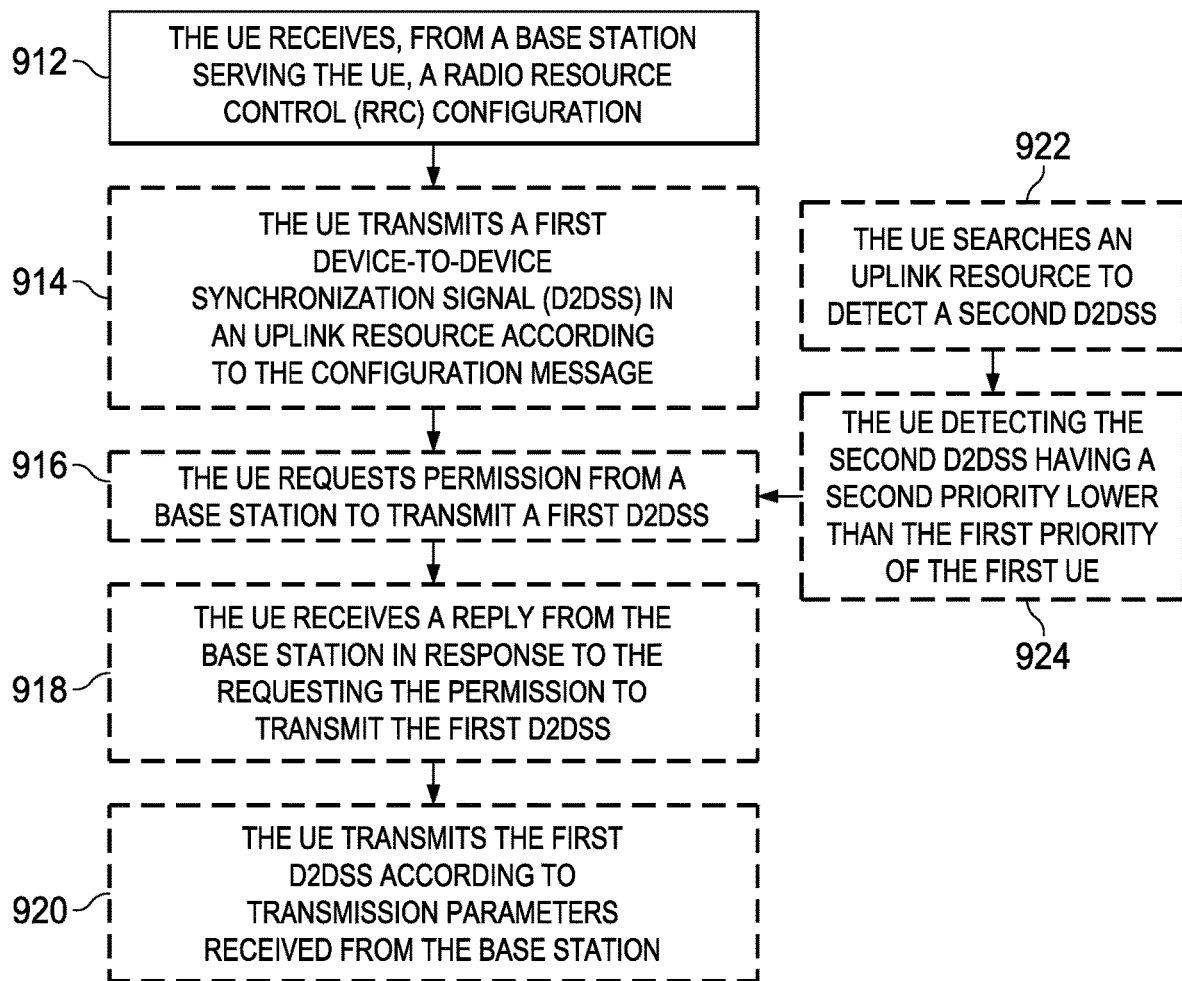 912
THE UE RECEIVES, FROM A BASE STATION
SERVING THE UE, A RADIO RESOURCE
CONTROL (RRC) CONFIGURATION
914
THE UE TRANSMITS A FIRST
DEVICE-TO-DEVICE
SYNCHRONIZATION SIGNAL (D2DSS) IN
AN UPLINK RESOURCE ACCORDING
TO THE CONFIGURATION MESSAGE
916
THE UE REQUESTS PERMISSION FROM A
BASE STATION TO TRANSMIT A FIRST D2DSS
918
THE UE RECEIVES A REPLY FROM THE
BASE STATION IN RESPONSE TO THE
REQUESTING THE PERMISSION TO
TRANSMIT THE FIRST D2DSS
920
THE UE TRANSMITS THE FIRST
D2DSS ACCORDING TO
TRANSMISSION PARAMETERS
RECEIVED FROM THE BASE STATION
922
THE UE SEARCHES AN
UPLINK RESOURCE TO
DETECT A SECOND D2DSS
THE UE DETECTING THE
SECOND D2DSS HAVING A
SECOND PRIORITY LOWER
THAN THE FIRST PRIORITY
OF THE FIRST UE
924